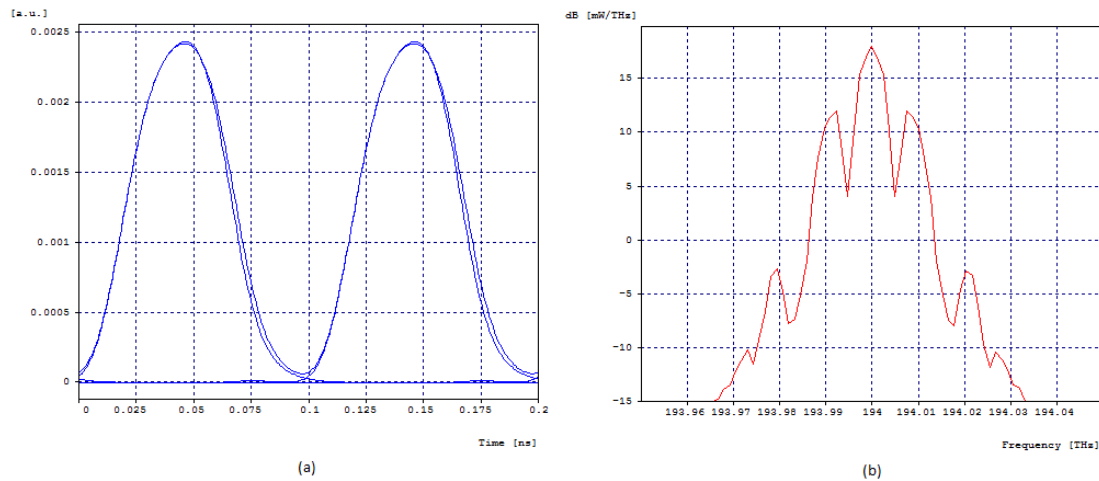 [a.u.]
0.0025
0.002
0.0015
0.001
0.0005
0
0 0.025 0.05 0.075 0.1 0.125 0.15 0.175 0.2
Time [ns]
(a)
dB [mW/THz]
15
10
5
0
-5
-10
-15
193.96 193.97 193.98 193.99 194 194.01 194.02 194.03 194.04
Frequency [THz]
(b)